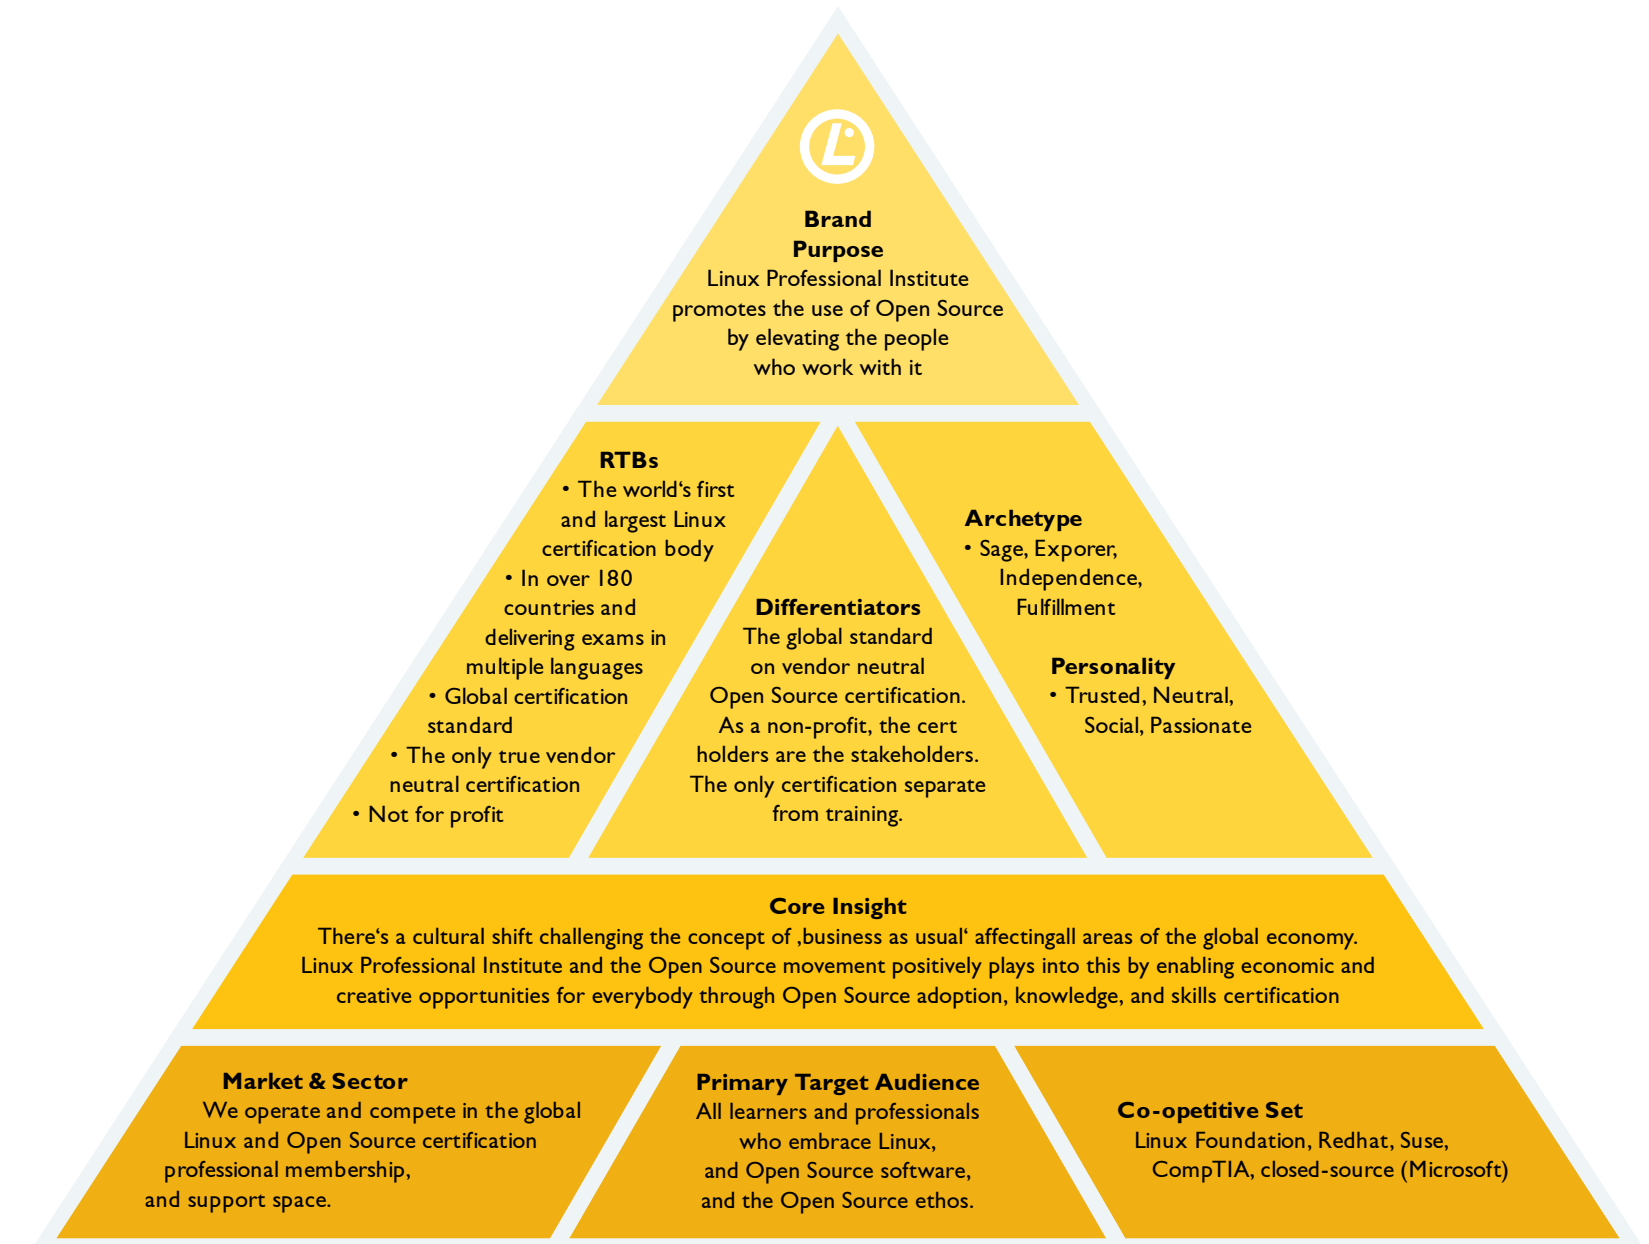 L
Brand
Purpose
Linux Professional Institute
promotes the use of Open Source
by elevating the people
who work with it
RTBs
• The world‘s first
and largest Linux
certification body
• In over 180
countries and
delivering exams in
multiple languages
• Global certification
standard
• The only true vendor
neutral certification
• Not for profit
Differentiators
The global standard
on vendor neutral
Open Source certification.
As a non-profit, the cert
holders are the stakeholders.
The only certification separate
from training.
Archetype
• Sage, Exporer,
Independence,
Fulfillment
Personality
• Trusted, Neutral,
Social, Passionate
Core Insight
There‘s a cultural shift challenging the concept of ‚business as usual‘ affectingall areas of the global economy.
Linux Professional Institute and the Open Source movement positively plays into this by enabling economic and
creative opportunities for everybody through Open Source adoption, knowledge, and skills certification
Market & Sector
We operate and compete in the global
Linux and Open Source certification
professional membership,
and support space.
Primary Target Audience
All learners and professionals
who embrace Linux,
and Open Source software,
and the Open Source ethos.
Co-opetitive Set
Linux Foundation, Redhat, Suse,
CompTIA, closed-source (Microsoft)